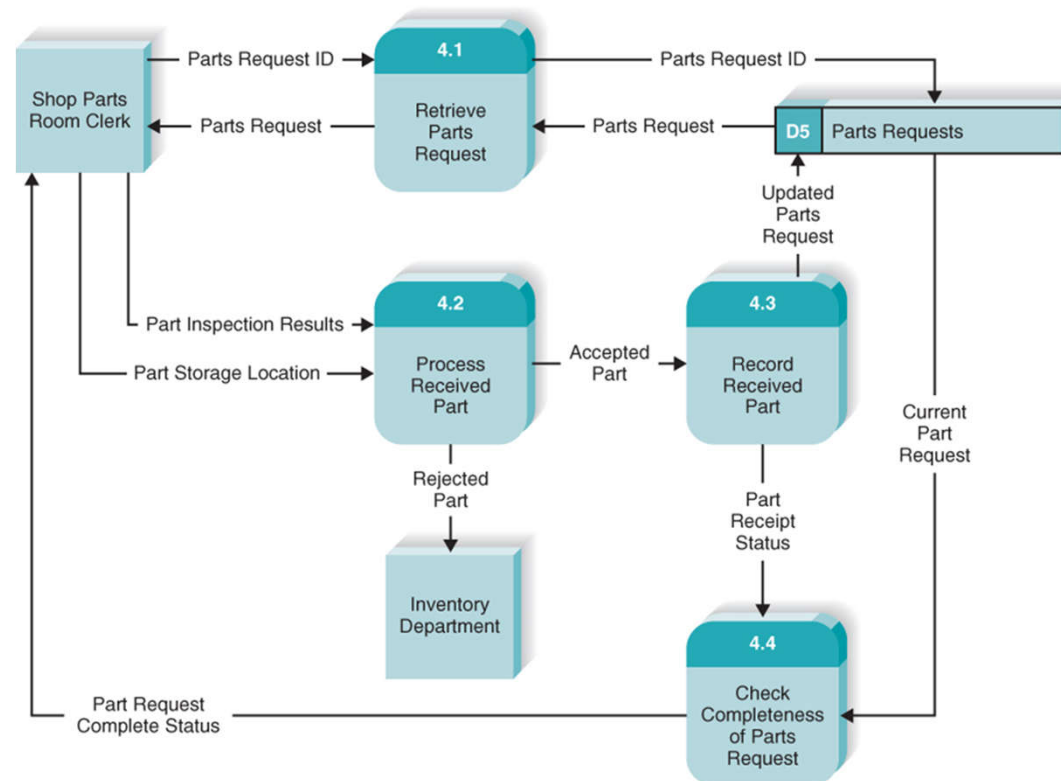 Parts Request ID
4.1
Parts Request ID
Shop Parts
Room Clerk
Parts Request
Retrieve
Parts
Request
Parts Request
D5
Parts Requests
Updated
Parts
Request
4.2
4.3
Part Inspection Results
Part Storage Location
Process
Received
Part
Accepted
Part
Record
Received
Part
Current
Part
Request
Rejected
Part
Part
Receipt
Status
Inventory
Department
4.4
Part Request
Complete Status
Check
Completeness
of Parts
Request